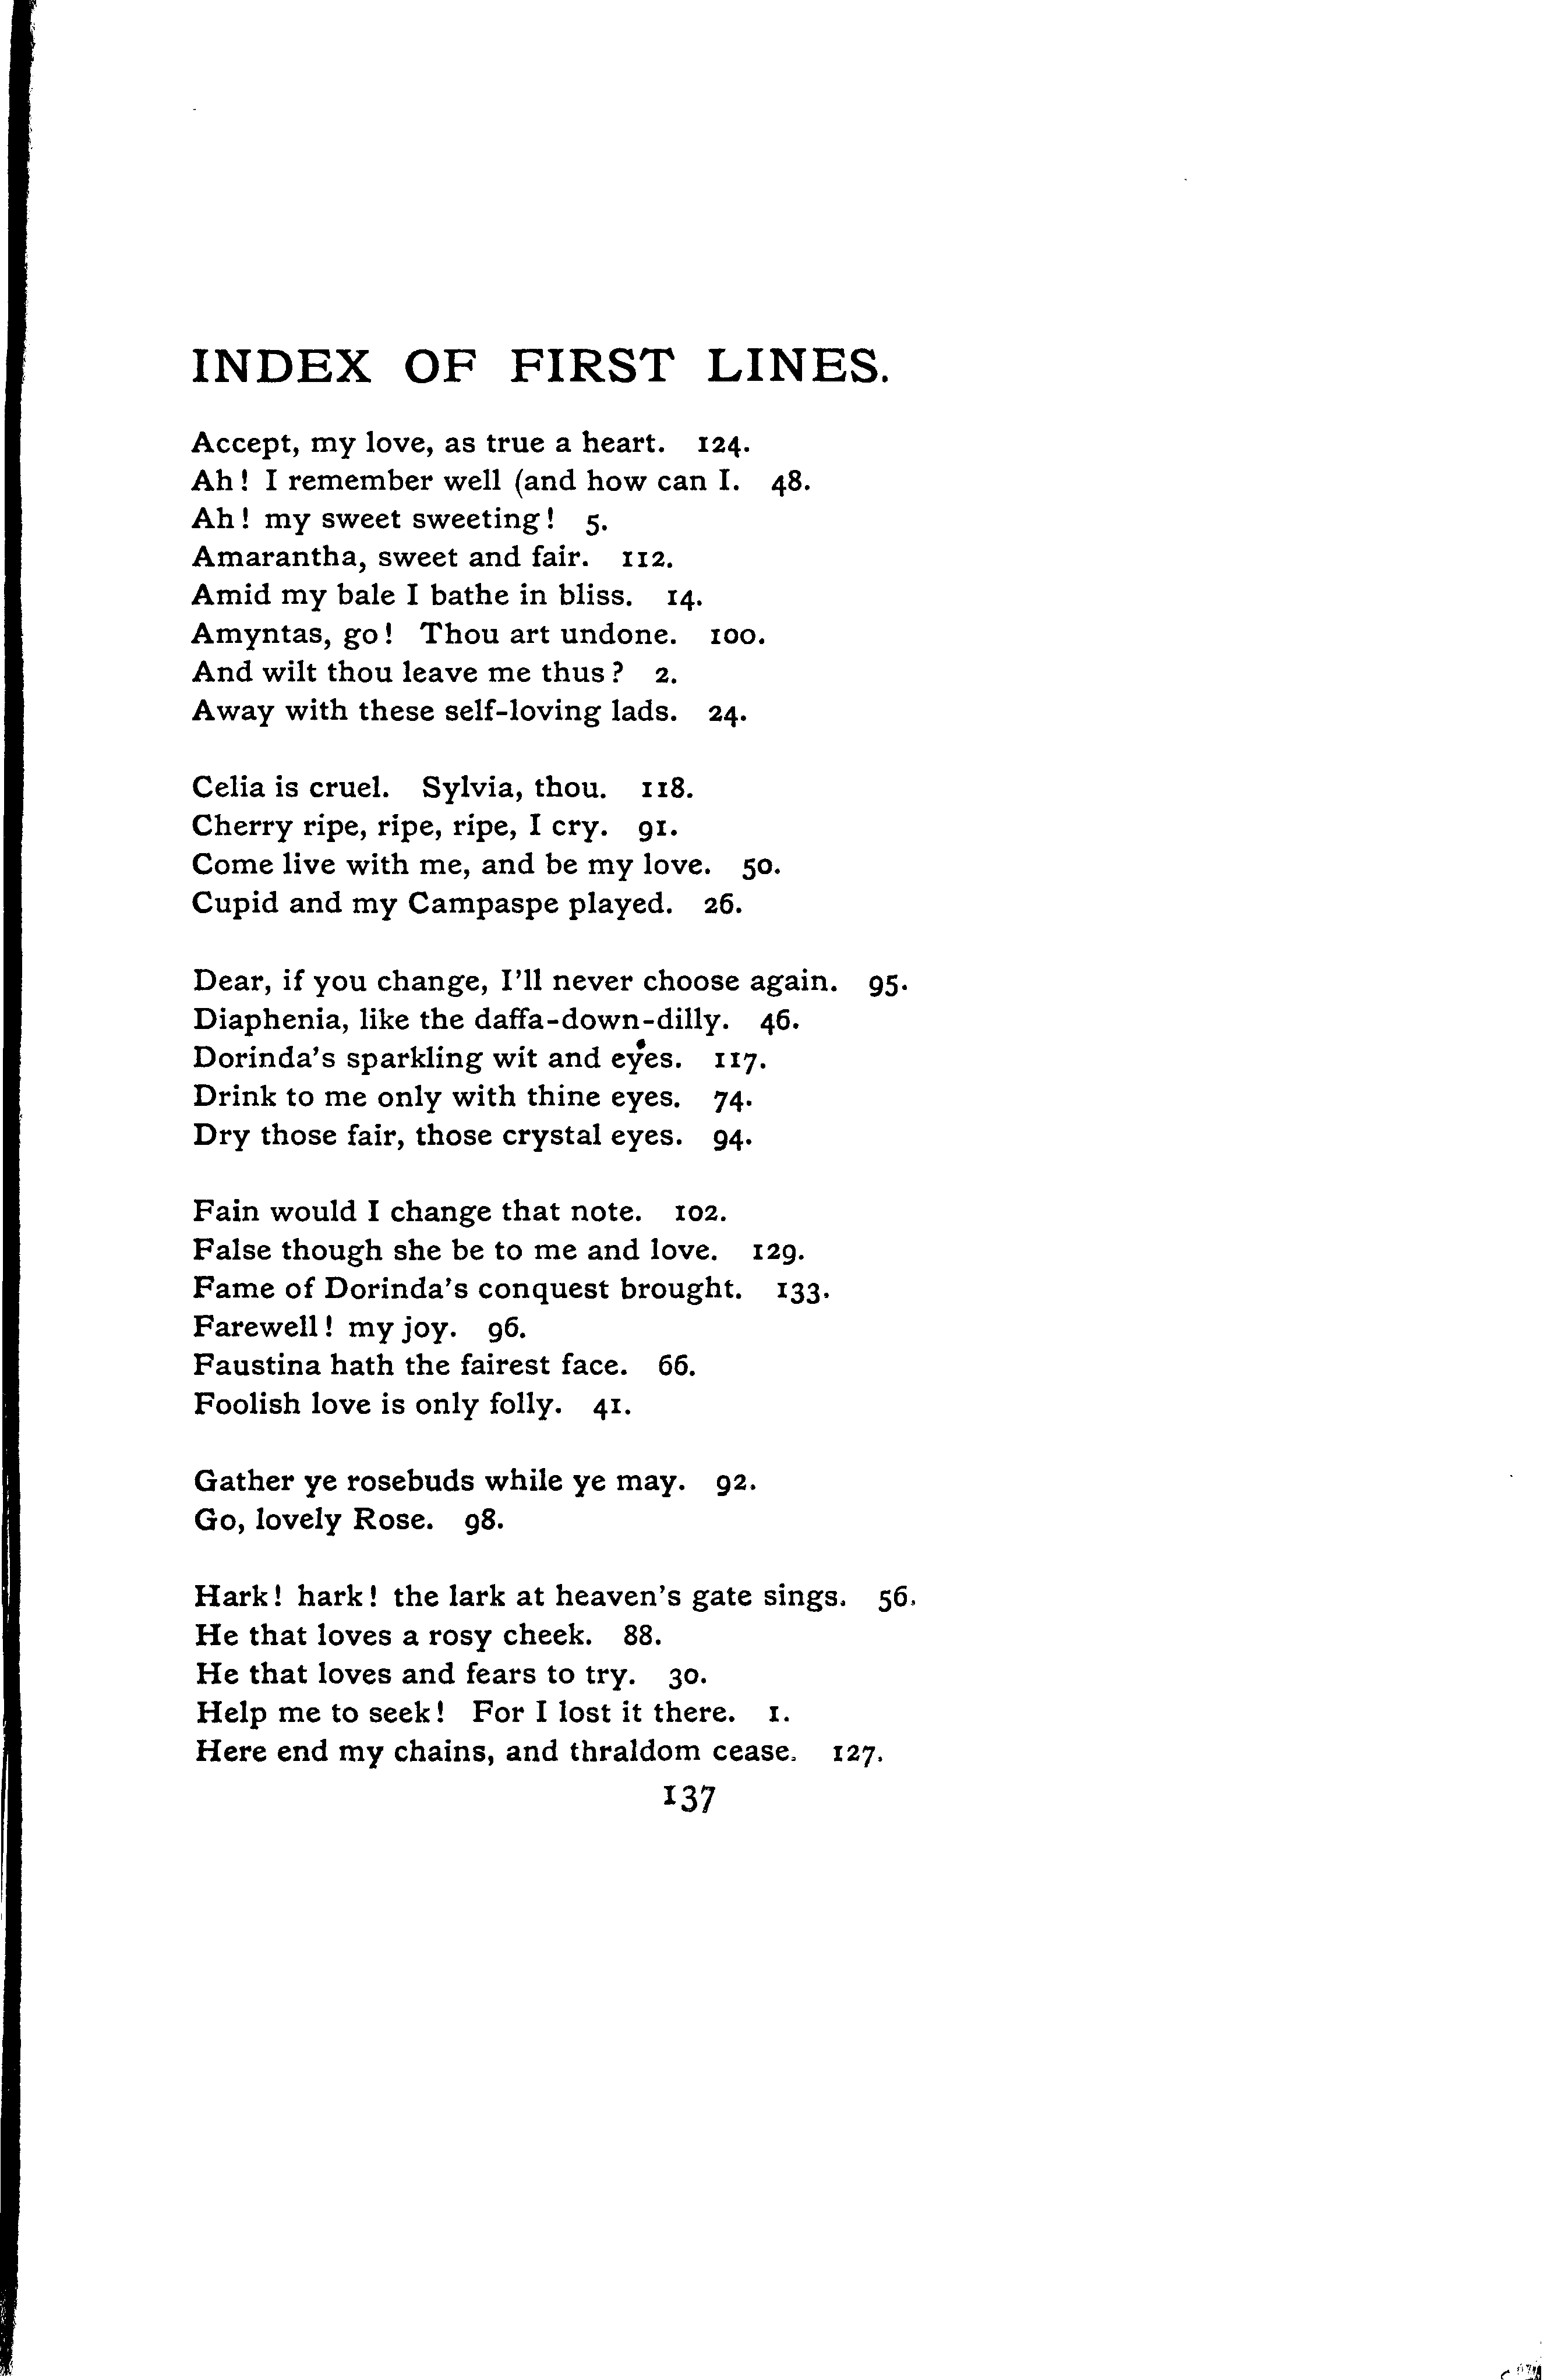 INDEX OF FIRST LINES.
Accept, my love, as true a heart. 124.
Ah! I remember well (and how can I. 48.
Ah! my sweet sweeting! 5.
Amarantha, sweet and fair. 112.
Amid my bale I bathe in bliss. 14.
Amyntas, go! Thou art undone. 100.
And wilt thou leave me thus? 2.
Away with these self-loving lads. 24.
Celia is cruel. Sylvia, thou. 118.
Cherry ripe, ripe, ripe, I cry. 91.
Come live with me, and be my love. 50.
Cupid and my Campaspe played. 26.
Dear, if you change, I'll never choose again. 95.
Diaphenia, like the daffa-down-dilly. 46.
Dorinda's sparkling wit and eyes. 117.
Drink to me only with thine eyes. 74.
Dry those fair, those crystal eyes. 94.
Fain would I change that note. 102.
False though she be to me and love. 129.
Fame of Dorinda's conquest brought. 133.
Farewell! my joy. 96.
Faustina hath the fairest face. 66.
Foolish love is only folly. 41.
Gather ye rosebuds while ye may. 92.
Go, lovely Rose. 98.
Hark! hark! the lark at heaven's gate sings. 56.
He that loves a rosy cheek. 88.
He that loves and fears to try. 30.
Help me to seek! For I lost it there. 1.
Here end my chains, and thraldom cease. 127.
137